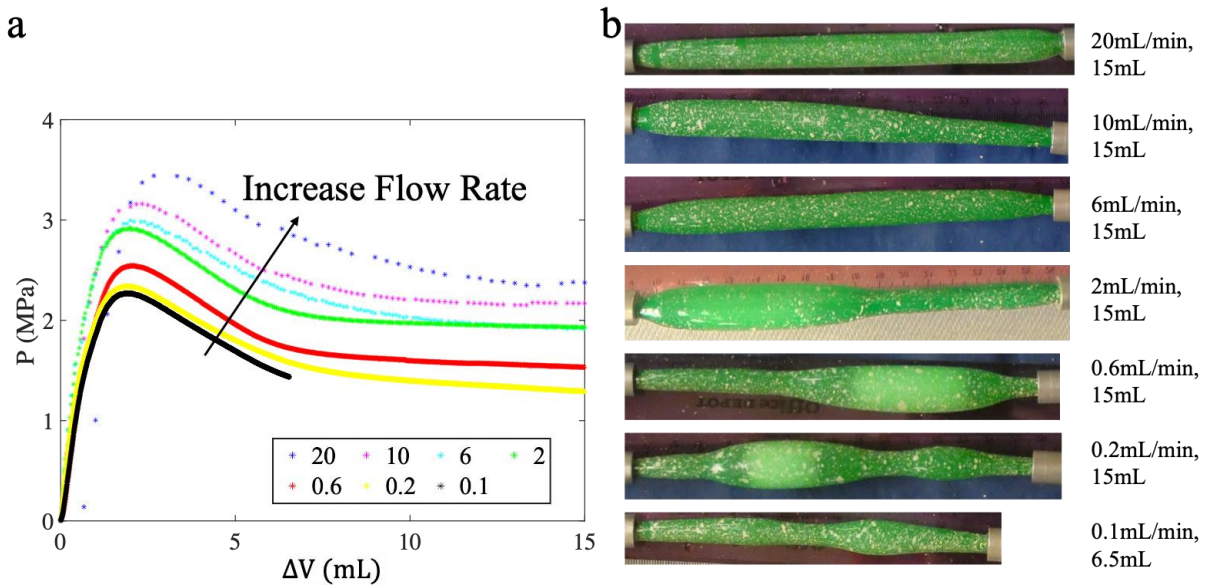 a
P (MPa)
4
3
2
1
0
0
5
10
15
ΔV (mL)
Increase Flow Rate
20 10 6 2
0.6 0.2 0.1
b
20mL/min,
15mL
10mL/min,
15mL
6mL/min,
15mL
2mL/min,
15mL
0.6mL/min,
15mL
0.2mL/min,
15mL
0.1mL/min,
6.5mL